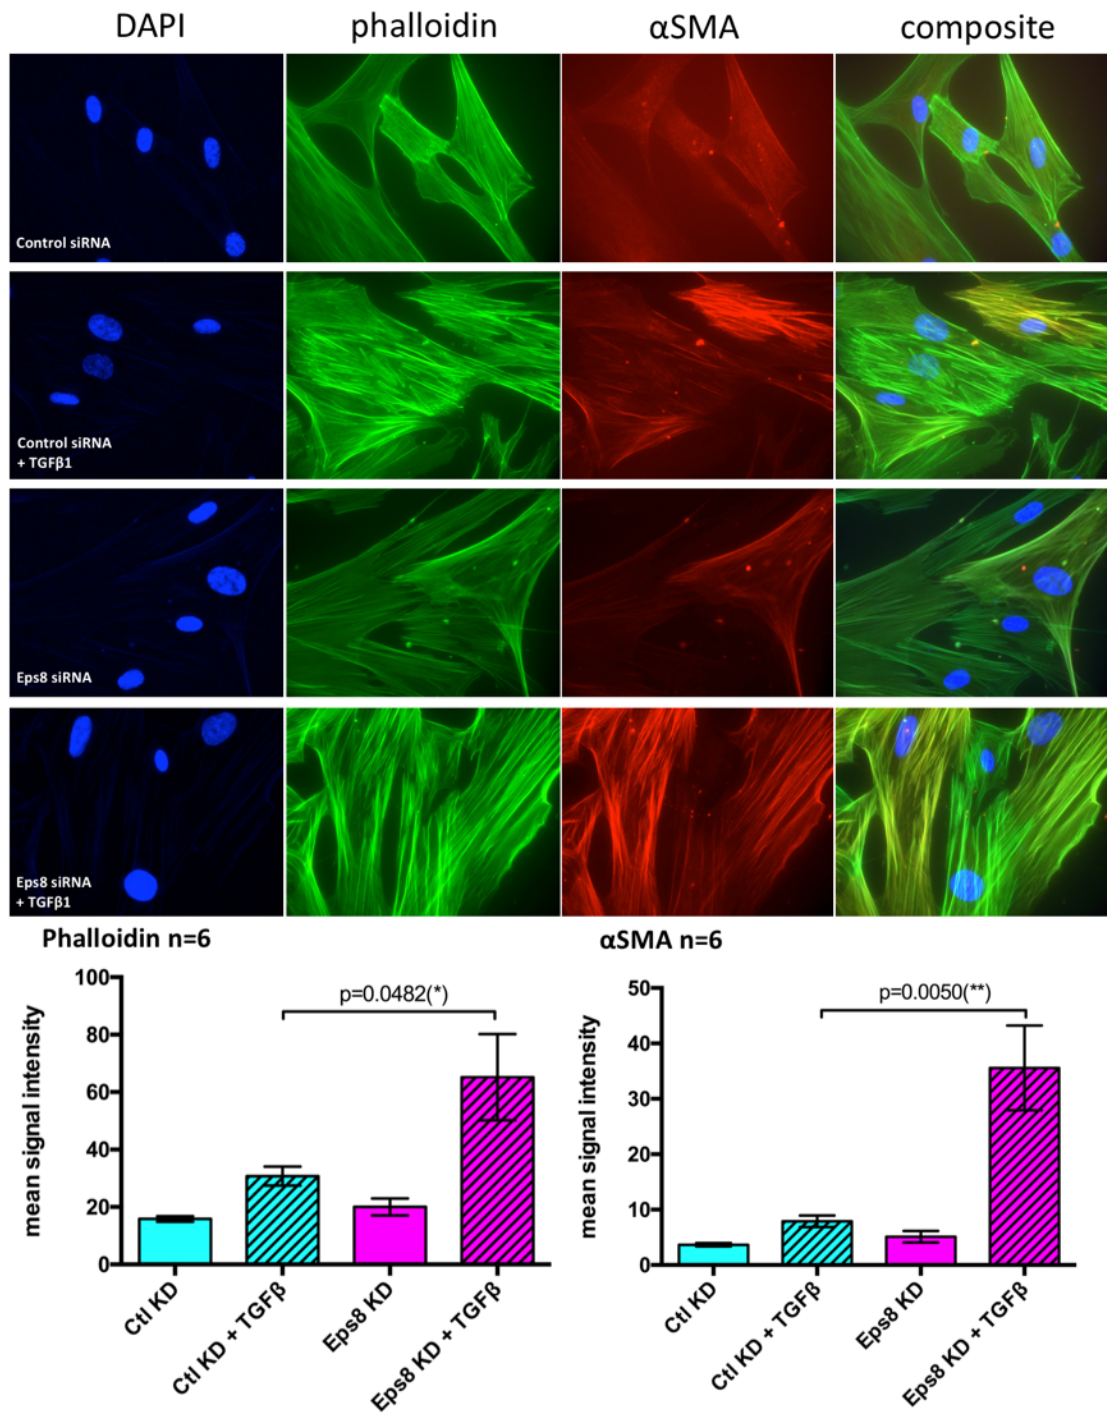 DAPI phalloidin αSMA composite
Control siRNA
Control siRNA
+ TGFβ1
Eps8 siRNA
Eps8 siRNA
+ TGFβ1
Phalloidin n=6
mean signal intensity
100
80
60
40
20
0
p=0.0482(*)
Ctl KD
Ctl KD + TGFβ
Eps8 KD
Eps8 KD + TGFβ
αSMA n=6
mean signal intensity
50
40
30
20
10
0
p=0.0050(**)
Ctl KD
Ctl KD + TGFβ
Eps8 KD
Eps8 KD + TGFβ